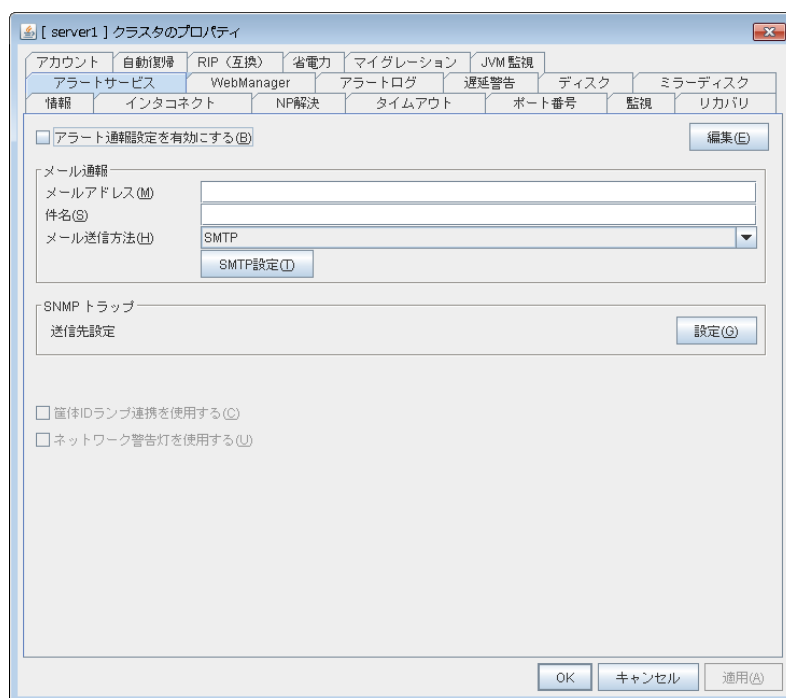 [ server1 ] クラスタのプロパティ
アカウント 自動復帰 RIP（互換） 省電力 マイグレーション JVM 監視
アラートサービス WebManager アラートログ 遅延警告 ディスク ミラーディスク
情報 インタコネクト NP解決 タイムアウト ポート番号 監視 リカバリ
アラート通報設定を有効にする(B) 編集(E)
メール通報
メールアドレス(M)
件名(S)
メール送信方法(H) SMTP
SMTP設定(T)
SNMP トラップ
送信先設定 設定(G)
筐体IDランプ連携を使用する(C)
ネットワーク警告灯を使用する(U)
OK キャンセル 適用(A)